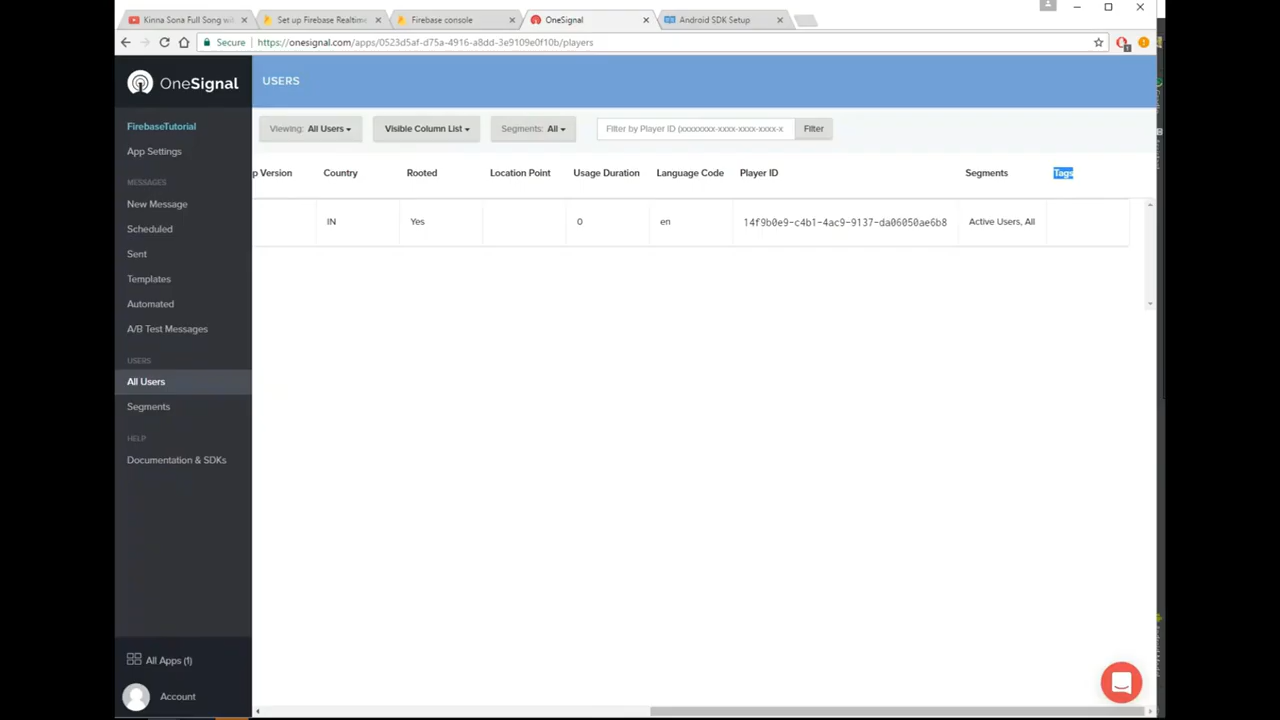 Kinna Sona Full Song wi
Set up Firebase Realtim
Firebase console
OneSignal
Android SDK Setup
Secure
https://onesignal.com/apps/0523d5af-d75a-4916-a8dd-3e9109e0f10b/players
OneSignal
USERS
FirebaseTutorial
App Settings
MESSAGES
New Message
Scheduled
Sent
Templates
Automated
A/B Test Messages
USERS
All Users
Segments
HELP
Documentation & SDKs
All Apps (1)
Account
Viewing: All Users
Visible Column List
Segments: All
Filter by Player ID (xxxxxxxx-xxxx-xxxx-xxxx-x
Filter
p Version Country Rooted Location Point Usage Duration Language Code Player ID Segments Tags
IN Yes 0 en 14f9b0e9-c4b1-4ac9-9137-da06050ae6b8 Active Users, All